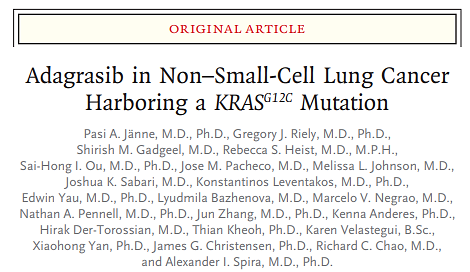 ORIGINAL ARTICLE
Adagrasib in Non–Small-Cell Lung Cancer
Harboring a KRASG12C Mutation
Pasi A. Jänne, M.D., Ph.D., Gregory J. Riely, M.D., Ph.D.,
Shirish M. Gadgeel, M.D., Rebecca S. Heist, M.D., M.P.H.,
Sai-Hong I. Ou, M.D., Ph.D., Jose M. Pacheco, M.D., Melissa L. Johnson, M.D.,
Joshua K. Sabari, M.D., Konstantinos Leventakos, M.D., Ph.D.,
Edwin Yau, M.D., Ph.D., Lyudmila Bazhenova, M.D., Marcelo V. Negrao, M.D.,
Nathan A. Pennell, M.D., Ph.D., Jun Zhang, M.D., Ph.D., Kenna Anderes, Ph.D.,
Hirak Der-Torossian, M.D., Thian Kheoh, Ph.D., Karen Velastegui, B.Sc.,
Xiaohong Yan, Ph.D., James G. Christensen, Ph.D., Richard C. Chao, M.D.,
and Alexander I. Spira, M.D., Ph.D.